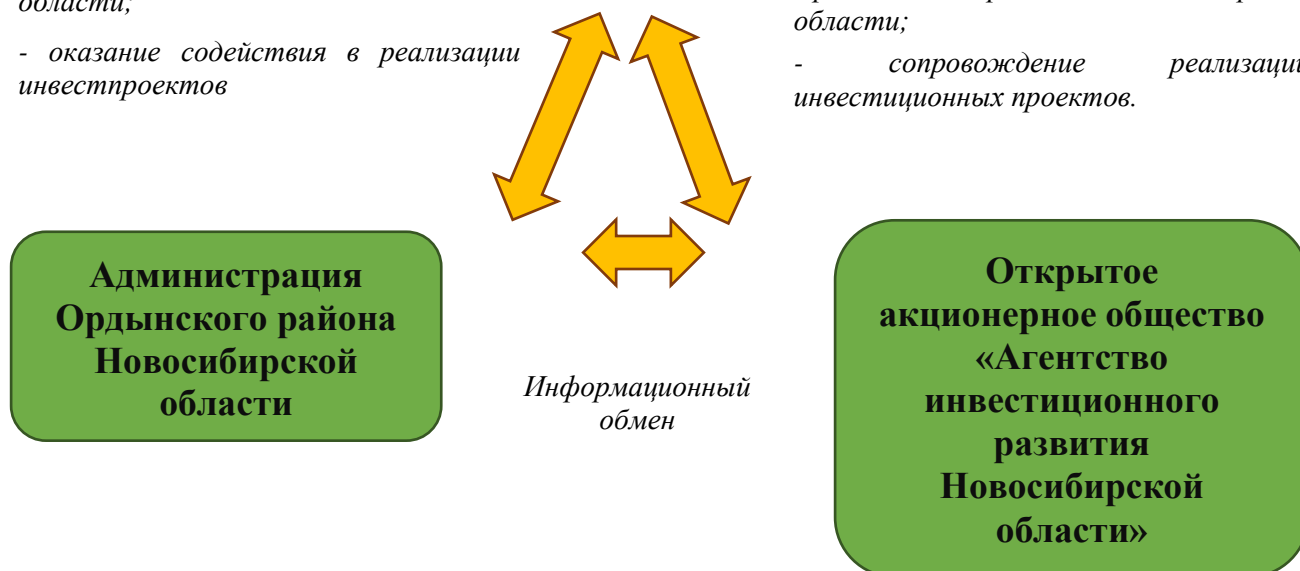 области;
- оказание содействия в реализации
инвестпроектов
области;
- сопровождение реализации
инвестиционных проектов.
Администрация
Ордынского района
Новосибирской
области
Информационный
обмен
Открытое
акционерное общество
«Агентство
инвестиционного
развития
Новосибирской
области»